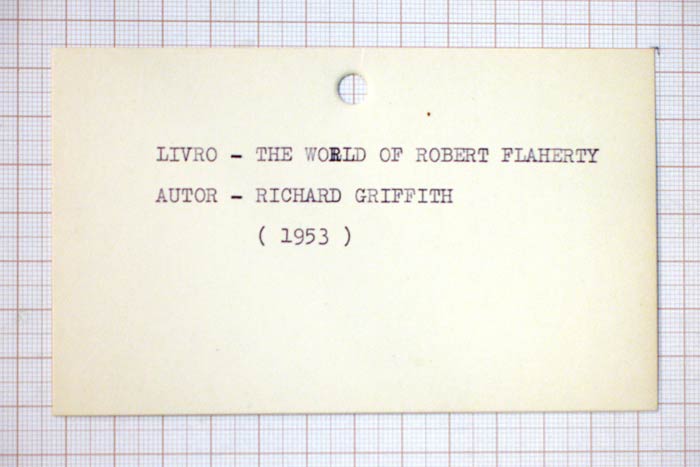 LIVRO - THE WORLD OF ROBERT FLAHERTY
AUTOR - RICHARD GRIFFITH
( 1953 )